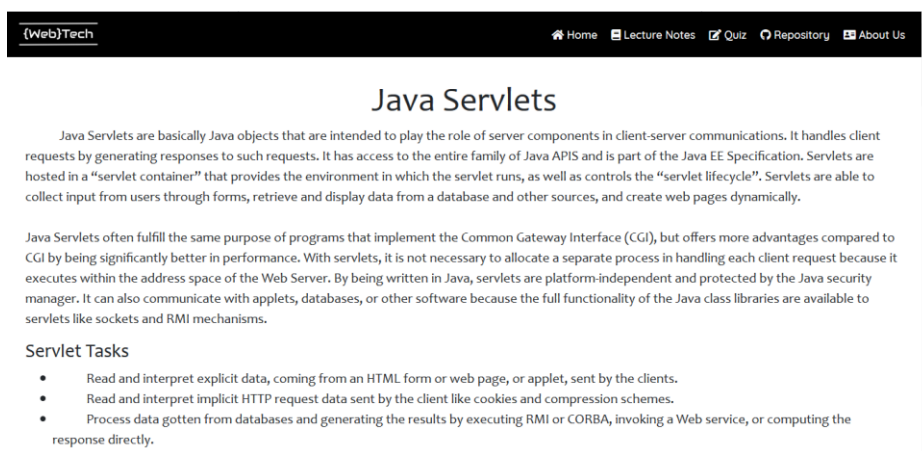 {Web}Tech
Home Lecture Notes Quiz Repository About Us
Java Servlets
Java Servlets are basically Java objects that are intended to play the role of server components in client-server communications. It handles client
requests by generating responses to such requests. It has access to the entire family of Java APIS and is part of the Java EE Specification. Servlets are
hosted in a “servlet container” that provides the environment in which the servlet runs, as well as controls the “servlet lifecycle”. Servlets are able to
collect input from users through forms, retrieve and display data from a database and other sources, and create web pages dynamically.
Java Servlets often fulfill the same purpose of programs that implement the Common Gateway Interface (CGI), but offers more advantages compared to
CGI by being significantly better in performance. With servlets, it is not necessary to allocate a separate process in handling each client request because it
executes within the address space of the Web Server. By being written in Java, servlets are platform-independent and protected by the Java security
manager. It can also communicate with applets, databases, or other software because the full functionality of the Java class libraries are available to
servlets like sockets and RMI mechanisms.
Servlet Tasks
• Read and interpret explicit data, coming from an HTML form or web page, or applet, sent by the clients.
• Read and interpret implicit HTTP request data sent by the client like cookies and compression schemes.
• Process data gotten from databases and generating the results by executing RMI or CORBA, invoking a Web service, or computing the
response directly.